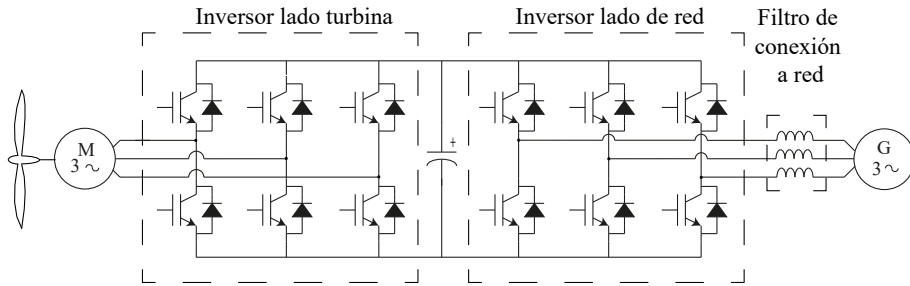 Inversor lado turbina
Inversor lado de red
Filtro de
conexión
a red
M
3 ~
+
G
3 ~